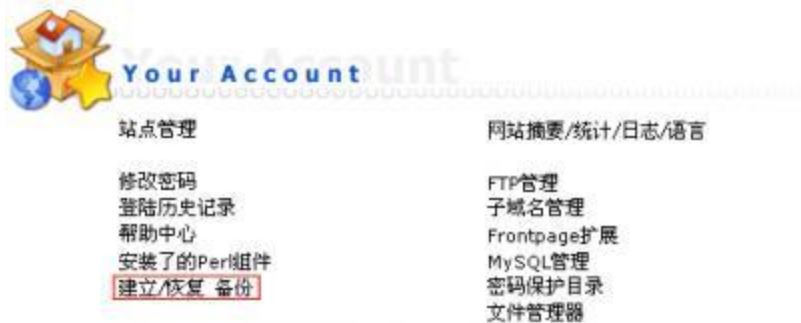 Your Account
站点管理
网站摘要/统计/日志/语言
修改密码
登陆历史记录
帮助中心
安装了的Perl组件
建立/恢复 备份
FTP管理
子域名管理
Frontpage扩展
MySQL管理
密码保护目录
文件管理器